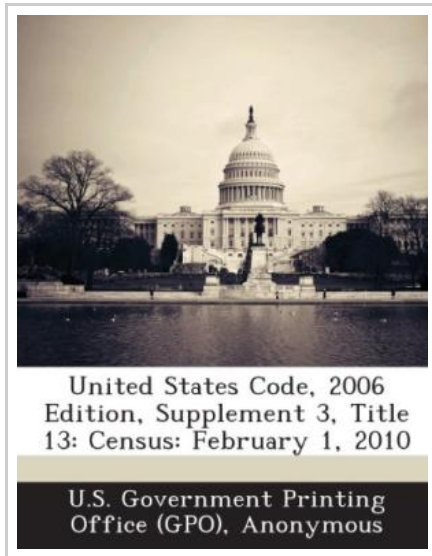 United States Code, 2006
Edition, Supplement 3, Title
13: Census: February 1, 2010
U.S. Government Printing
Office (GPO), Anonymous